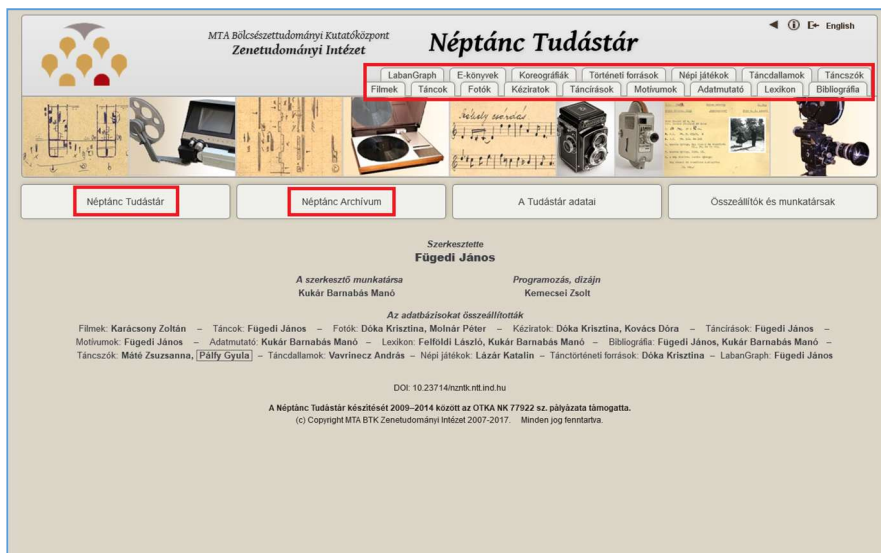 MTA Bölcsészettudományi Kutatóközpont
Zenetudományi Intézet
Néptánc Tudástár
English
LabanGraph E-könyvek Koreográfiák Történeti források Népi játékok Táncdallamok Táncszók
Filmek Táncok Fotók Kéziratok Táncírások Motívumok Adatmutató Lexikon Bibliográfia
Néptánc Tudástár Néptánc Archívum A Tudástár adatai Összeállítók és munkatársak
Szerkesztette
Fügedi János
A szerkesztő munkatársa Programozás, dizájn
Kukár Barnabás Manó Kemecsei Zsolt
Az adatbázisokat összeállították
Filmek: Karácsony Zoltán – Táncok: Fügedi János – Fotók: Dóka Krisztina, Molnár Péter – Kéziratok: Dóka Krisztina, Kovács Dóra – Táncírások: Fügedi János –
Motívumok: Fügedi János – Adatmutató: Kukár Barnabás Manó – Lexikon: Felföldi László, Kukár Barnabás Manó – Bibliográfia: Fügedi János, Kukár Barnabás Manó –
Táncszók: Máté Zsuzsanna, Pálfy Gyula – Táncdallamok: Vavrinecz András – Népi játékok: Lázár Katalin – Tánctörténeti források: Dóka Krisztina – LabanGraph: Fügedi János
DOI: 10.23714/nzntk.ntt.ind.hu
A Néptánc Tudástár készítését 2009–2014 között az OTKA NK 77922 sz. pályázata támogatta.
(c) Copyright MTA BTK Zenetudományi Intézet 2007-2017. Minden jog fenntartva.